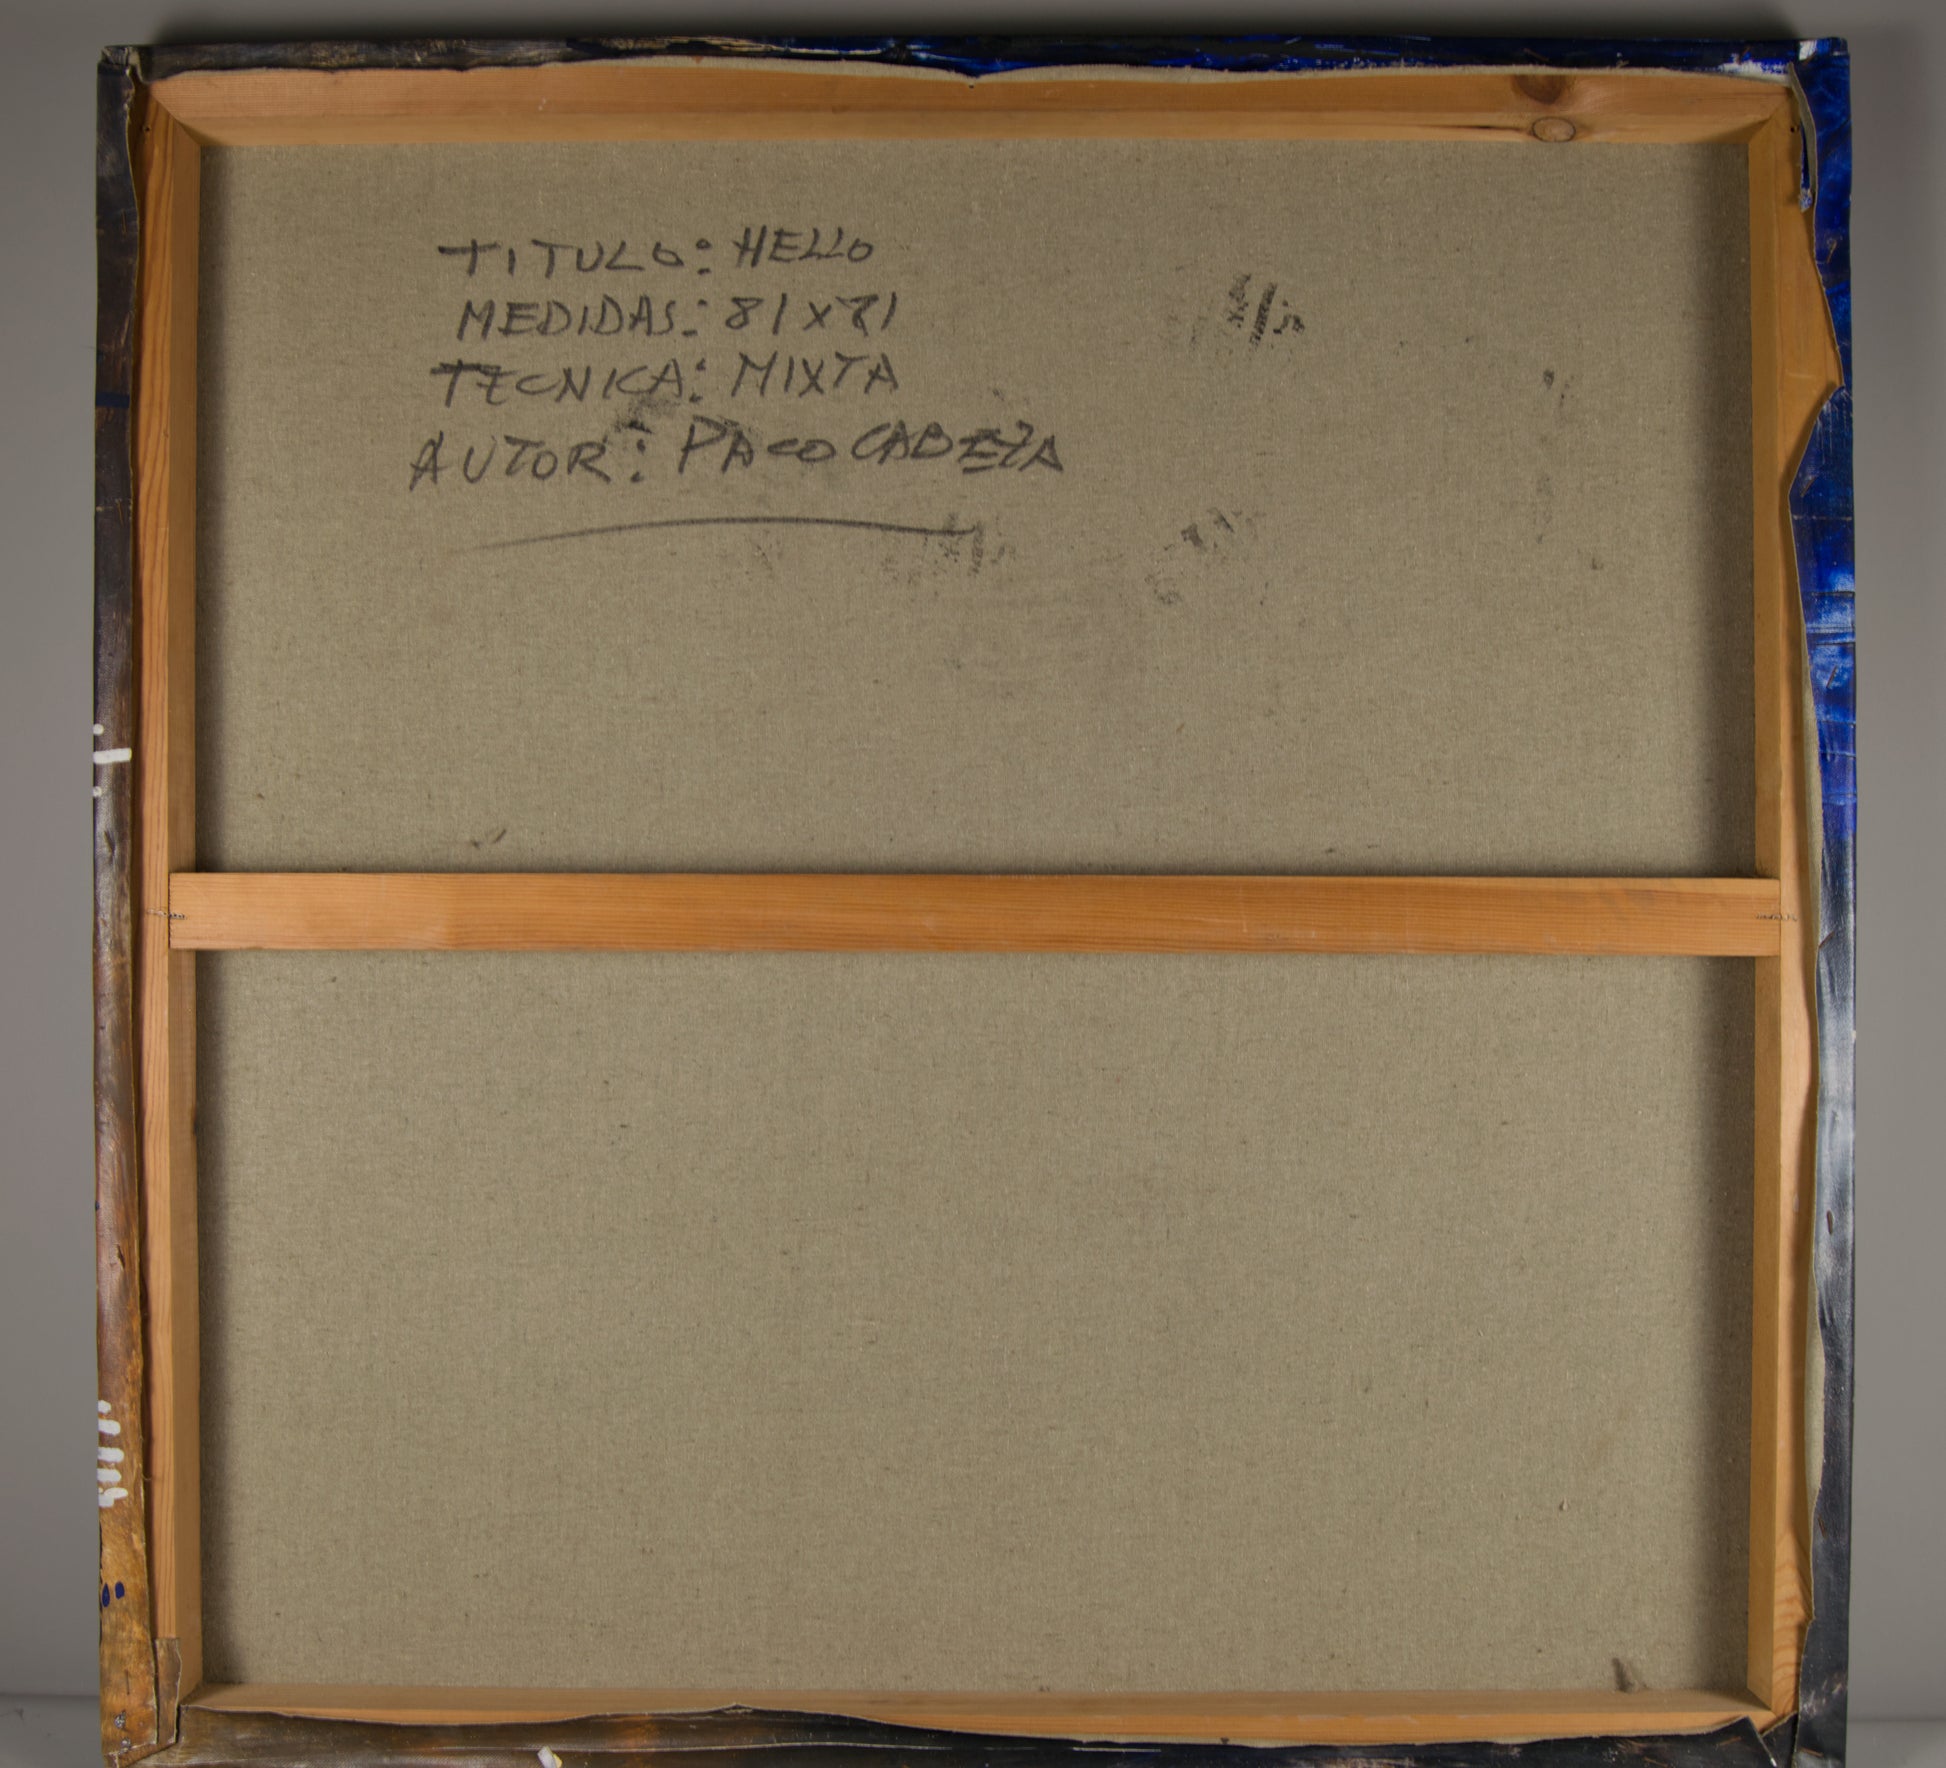 TITULO: HELLO
MEDIDAS: 81X81
TECNICA: MIXTA
AUTOR: PACO CABEZA